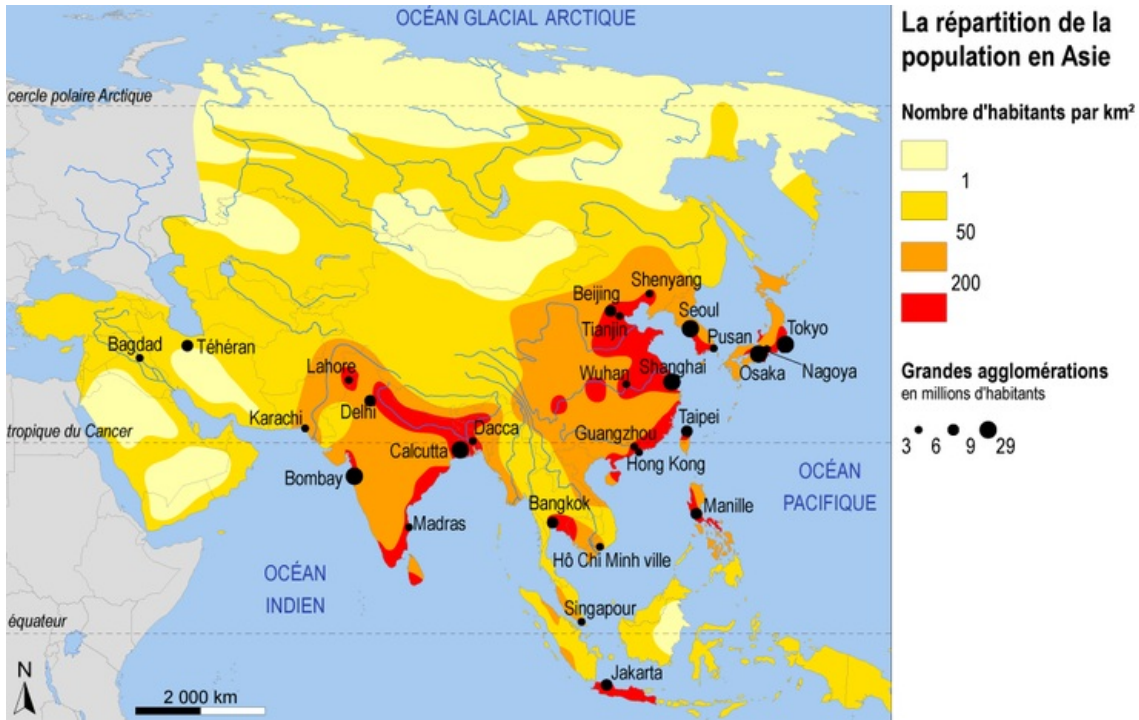 OCÉAN GLACIAL ARCTIQUE
cercle polaire Arctique
Shenyang
Beijing
Tianjin
Seoul
Pusan
Tokyo
Nagoya
Osaka
Bagdad
Téhéran
Lahore
Wuhan
Shanghai
Delhi
Karachi
tropique du Cancer
Dacca
Calcutta
Taipei
Guangzhou
Hong Kong
Bombay
OCÉAN
PACIFIQUE
Bangkok
Manille
Madras
Hô Chi Minh ville
OCÉAN
INDIEN
Singapour
équateur
Jakarta
N
2 000 km
La répartition de la
population en Asie
Nombre d'habitants par km²
1
50
200
Grandes agglomérations
en millions d'habitants
3 6 9 29